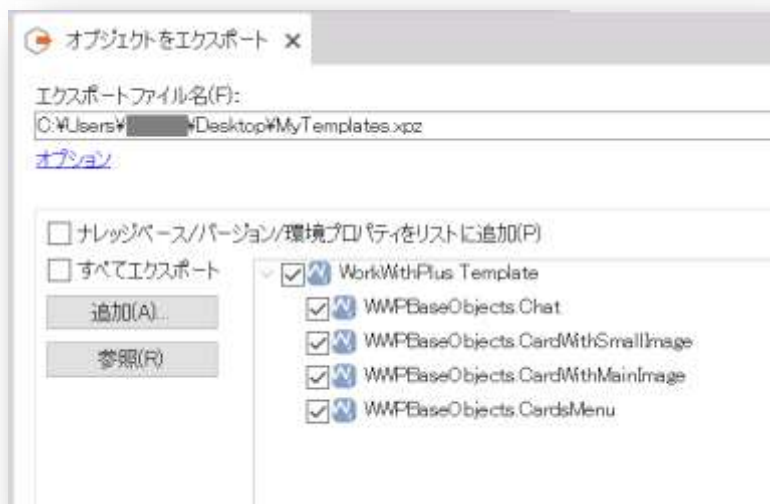 オブジェクトをエクスポート ×
エクスポートファイル名(F):
C:¥Users¥ ¥Desktop¥MyTemplates.xpz
オプション
ナレッジベース/バージョン/環境プロパティをリストに追加(P)
すべてエクスポート
追加(A)...
参照(R)
WorkWithPlus Template
WWPBaseObjects.Chat
WWPBaseObjects.CardWithSmallImage
WWPBaseObjects.CardWithMainImage
WWPBaseObjects.CardsMenu